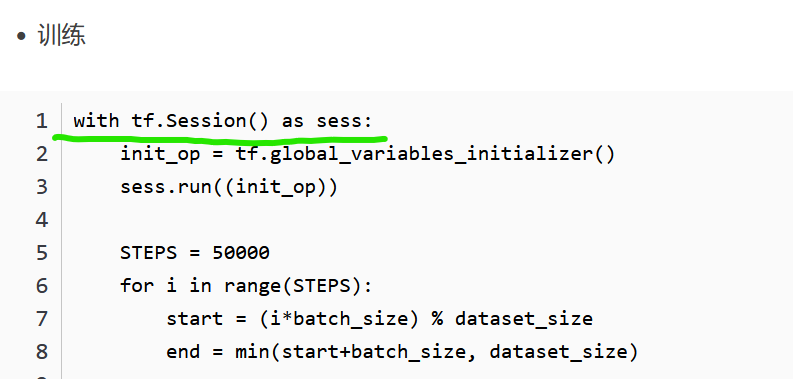 训练
1 with tf.Session() as sess:
2 init_op = tf.global_variables_initializer()
3 sess.run((init_op))
4
5 STEPS = 50000
6 for i in range(STEPS):
7 start = (i*batch_size) % dataset_size
8 end = min(start+batch_size, dataset_size)